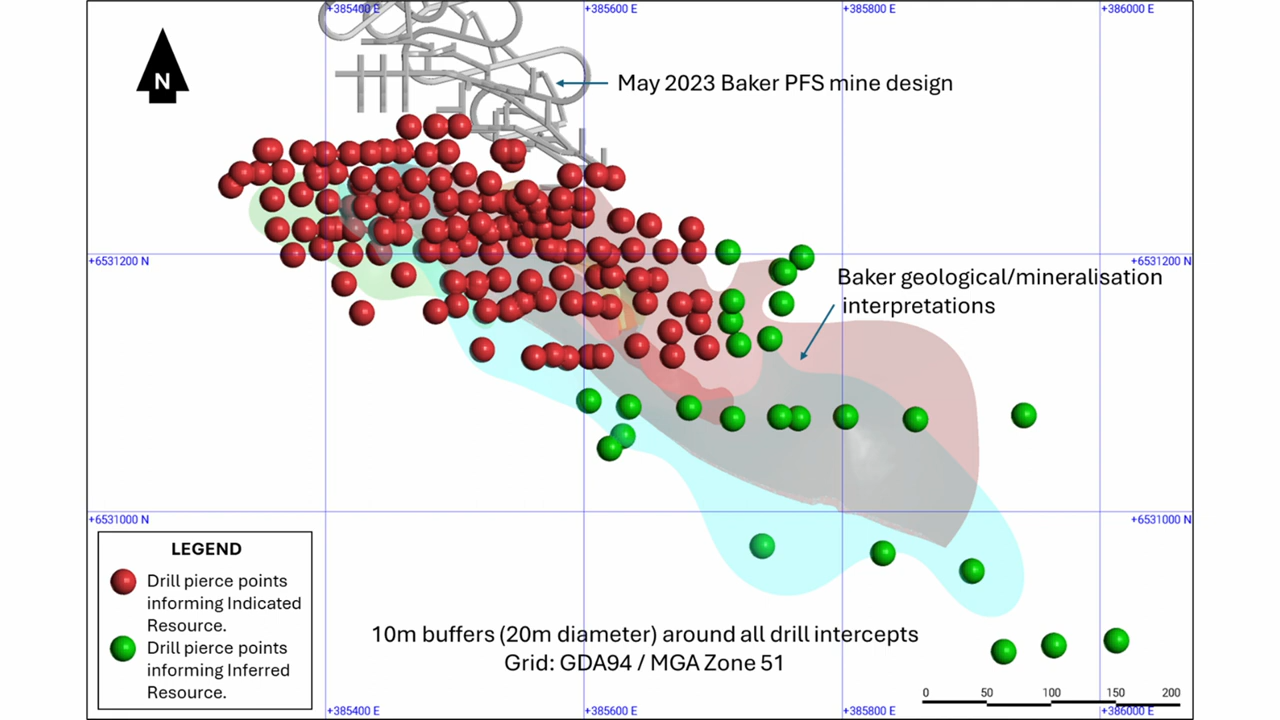 +385400 E
+385600 E
+385800 E
+386000 E
N
May 2023 Baker PFS mine design
+6531200 N
+6531200 N
Baker geological/mineralisation
interpretations
+6531000 N
+6531000 N
LEGEND
Drill pierce points
informing Indicated
Resource.
Drill pierce points
informing Inferred
Resource.
10m buffers (20m diameter) around all drill intercepts
Grid: GDA94 / MGA Zone 51
0 50 100 150 200
+385400 E
+385600 E
+385800 E
+386000 E